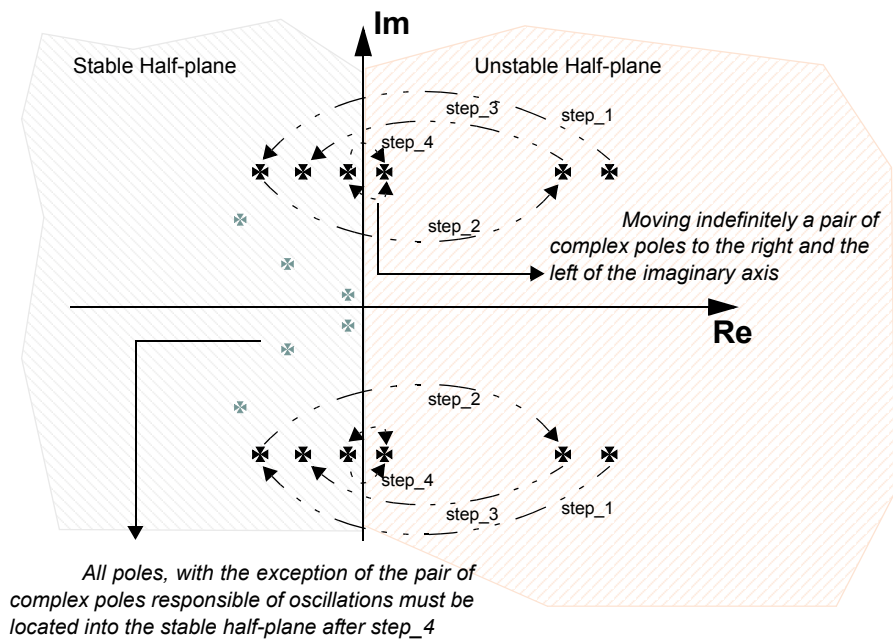 Im
Stable Half-plane
Unstable Half-plane
step_3
step_1
step_4
step_2
Moving indefinitely a pair of
complex poles to the right and the
left of the imaginary axis
Re
step_2
step_4
step_3
step_1
All poles, with the exception of the pair of
complex poles responsible of oscillations must be
located into the stable half-plane after step_4